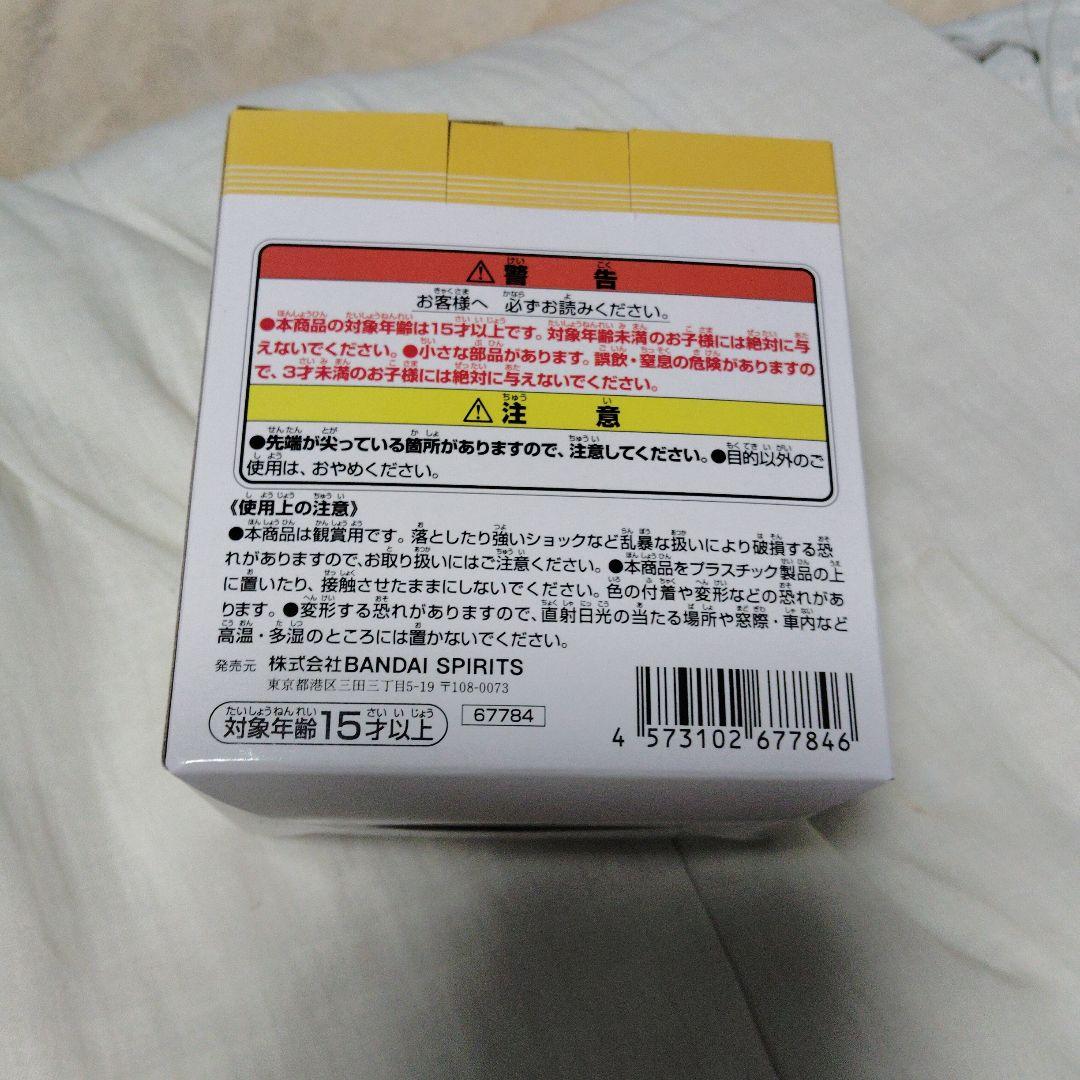 ⚠ 警告
お客様へ 必ずお読みください。
●本商品の対象年齢は15才以上です。対象年齢未満のお子様には絶対に与
えないでください。●小さな部品があります。誤飲・窒息の危険がありますの
で、3才未満のお子様には絶対に与えないでください。
⚠ 注意
●先端が尖っている箇所がありますので、注意してください。●目的以外のご
使用は、おやめください。
《使用上の注意》
●本商品は観賞用です。落としたり強いショックなど乱暴な扱いにより破損する恐
れがありますので、お取り扱いにはご注意ください。●本商品をプラスチック製品の上
に置いたり、接触させたままにしないでください。色の付着や変形などの恐れがあ
ります。●変形する恐れがありますので、直射日光の当たる場所や窓際・車内など
高温・多湿のところには置かないでください。
発売元 株式会社BANDAI SPIRITS
東京都港区三田三丁目5-19 〒108-0073
対象年齢15才以上
67784
4 573102 677846